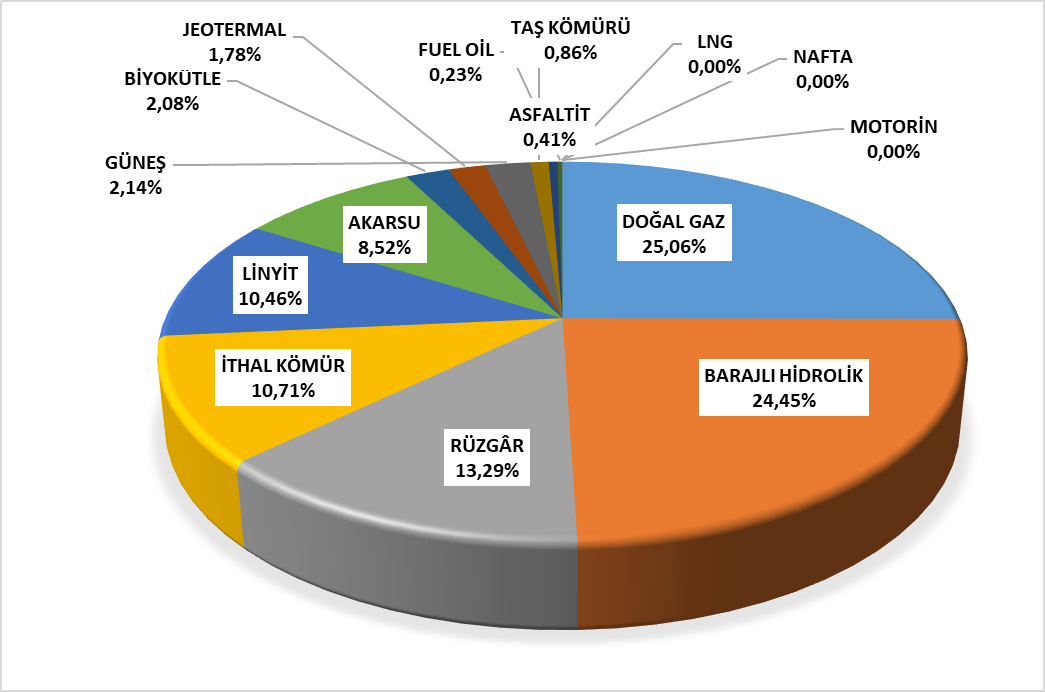 JEOTERMAL
1,78%
FUEL OİL
0,23%
TAŞ KÖMÜRÜ
0,86%
LNG
0,00%
NAFTA
0,00%
BİYOKÜTLE
2,08%
ASFALTİT
0,41%
MOTORİN
0,00%
GÜNEŞ
2,14%
AKARSU
8,52%
DOĞAL GAZ
25,06%
LİNYİT
10,46%
İTHAL KÖMÜR
10,71%
BARAJLI HİDROLİK
24,45%
RÜZGÂR
13,29%